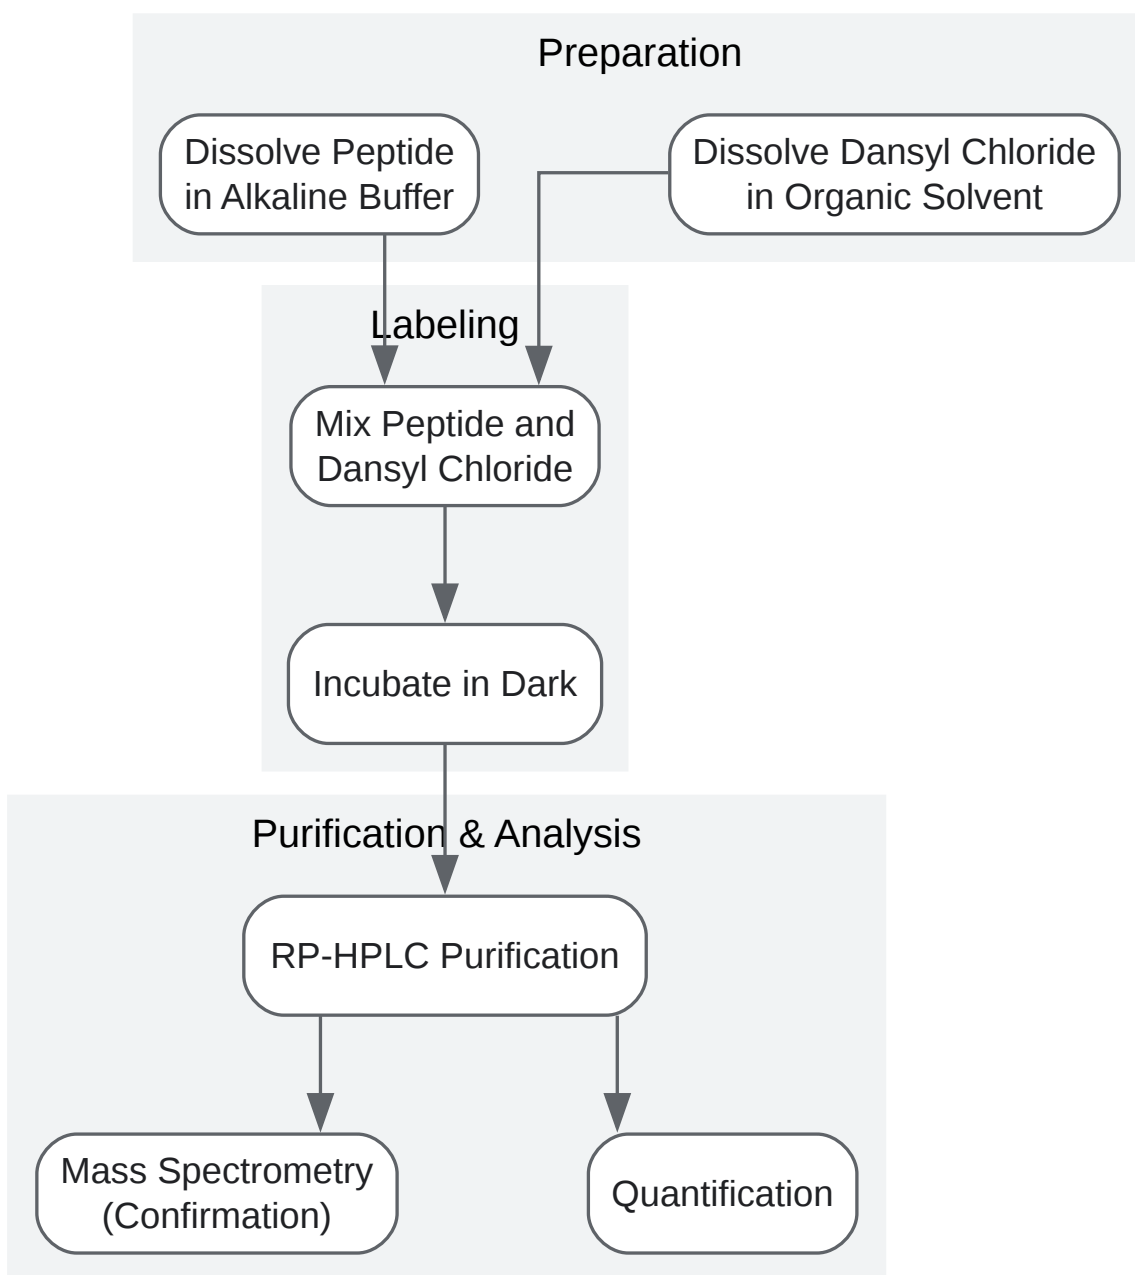 Preparation
Dissolve Peptide
in Alkaline Buffer
Dissolve Dansyl Chloride
in Organic Solvent
Labeling
Mix Peptide and
Dansyl Chloride
Incubate in Dark
Purification & Analysis
RP-HPLC Purification
Mass Spectrometry
(Confirmation)
Quantification